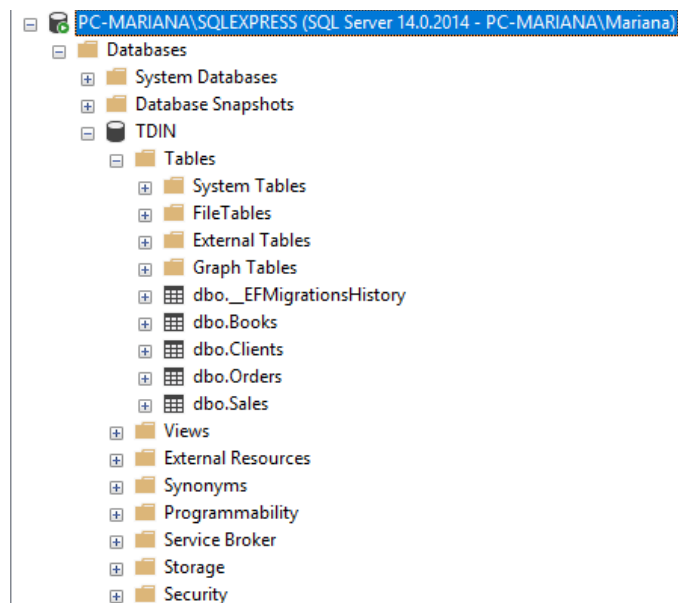 PC-MARIANA\SQLEXPRESS (SQL Server 14.0.2014 - PC-MARIANA\Mariana)
Databases
System Databases
Database Snapshots
TDIN
Tables
System Tables
FileTables
External Tables
Graph Tables
dbo.__EFMigrationsHistory
dbo.Books
dbo.Clients
dbo.Orders
dbo.Sales
Views
External Resources
Synonyms
Programmability
Service Broker
Storage
Security